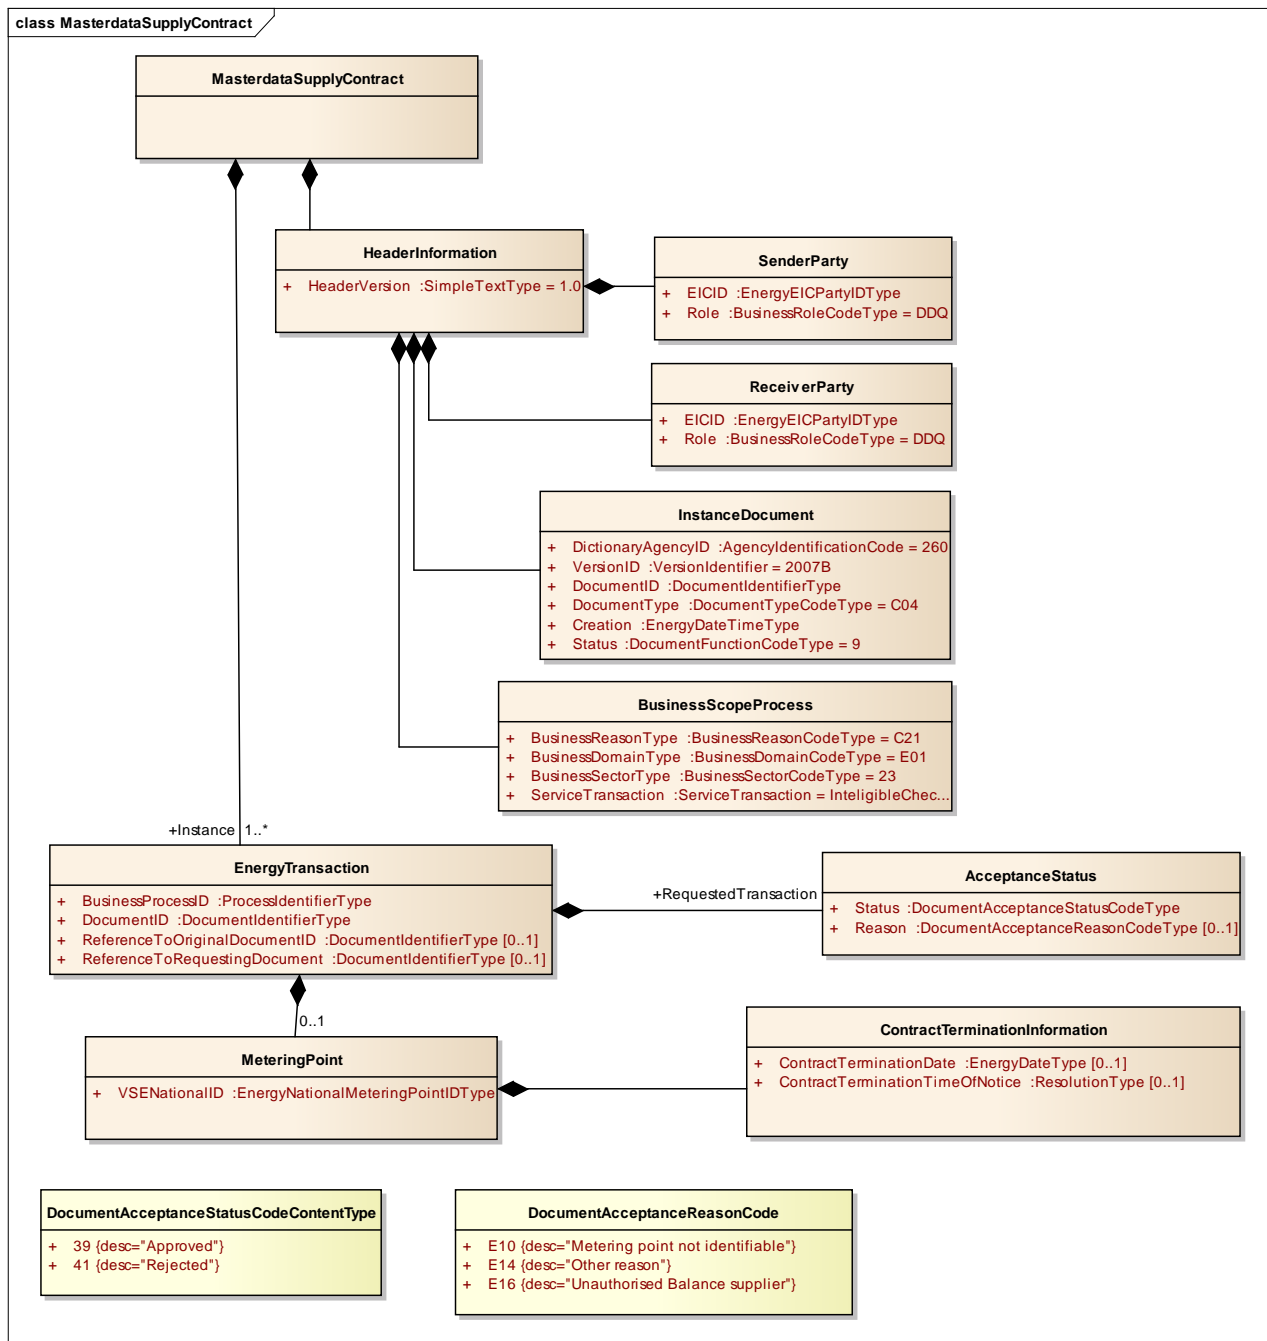 class MasterdataSupplyContract
MasterdataSupplyContract
HeaderInformation
+ HeaderVersion :SimpleTextType = 1.0
SenderParty
+ EICID :EnergyEICPartyIDType
+ Role :BusinessRoleCodeType = DDQ
ReceiverParty
+ EICID :EnergyEICPartyIDType
+ Role :BusinessRoleCodeType = DDQ
InstanceDocument
+ DictionaryAgencyID :AgencyIdentificationCode = 260
+ VersionID :VersionIdentifier = 2007B
+ DocumentID :DocumentIdentifierType
+ DocumentType :DocumentTypeCodeType = C04
+ Creation :EnergyDateTimeType
+ Status :DocumentFunctionCodeType = 9
BusinessScopeProcess
+ BusinessReasonType :BusinessReasonCodeType = C21
+ BusinessDomainType :BusinessDomainCodeType = E01
+ BusinessSectorType :BusinessSectorCodeType = 23
+ ServiceTransaction :ServiceTransaction = InteligibleChec...
+Instance 1..*
EnergyTransaction
+ BusinessProcessID :ProcessIdentifierType
+ DocumentID :DocumentIdentifierType
+ ReferenceToOriginalDocumentID :DocumentIdentifierType [0..1]
+ ReferenceToRequestingDocument :DocumentIdentifierType [0..1]
+RequestedTransaction
AcceptanceStatus
+ Status :DocumentAcceptanceStatusCodeType
+ Reason :DocumentAcceptanceReasonCodeType [0..1]
0..1
MeteringPoint
+ VSENationalID :EnergyNationalMeteringPointIDType
ContractTerminationInformation
+ ContractTerminationDate :EnergyDateType [0..1]
+ ContractTerminationTimeOfNotice :ResolutionType [0..1]
DocumentAcceptanceStatusCodeContentType
+ 39 {desc="Approved"}
+ 41 {desc="Rejected"}
DocumentAcceptanceReasonCode
+ E10 {desc="Metering point not identifiable"}
+ E14 {desc="Other reason"}
+ E16 {desc="Unauthorised Balance supplier"}